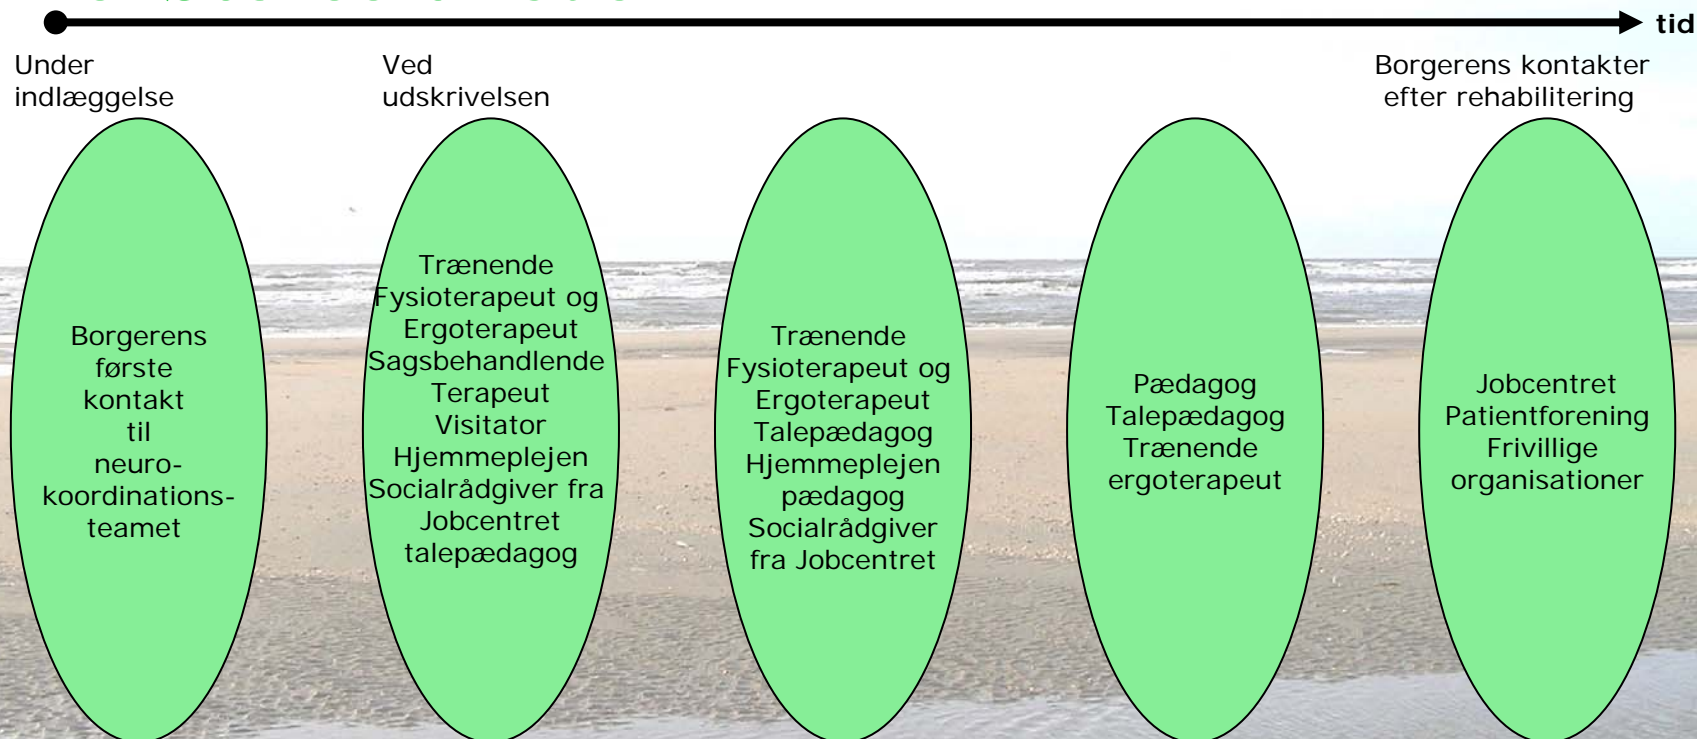 tid
Under
indlæggelse
Ved
udskrivelsen
Borgerens kontakter
efter rehabilitering
Borgerens
første
kontakt
til
neuro-
koordinations-
teamet
Trænende
Fysioterapeut og
Ergoterapeut
Sagsbehandlende
Terapeut
Visitator
Hjemmeplejen
Socialrådgiver fra
Jobcentret
talepædagog
Trænende
Fysioterapeut og
Ergoterapeut
Talepædagog
Hjemmeplejen
pædagog
Socialrådgiver
fra Jobcentret
Pædagog
Talepædagog
Trænende
ergoterapeut
Jobcentret
Patientforening
Frivillige
organisationer